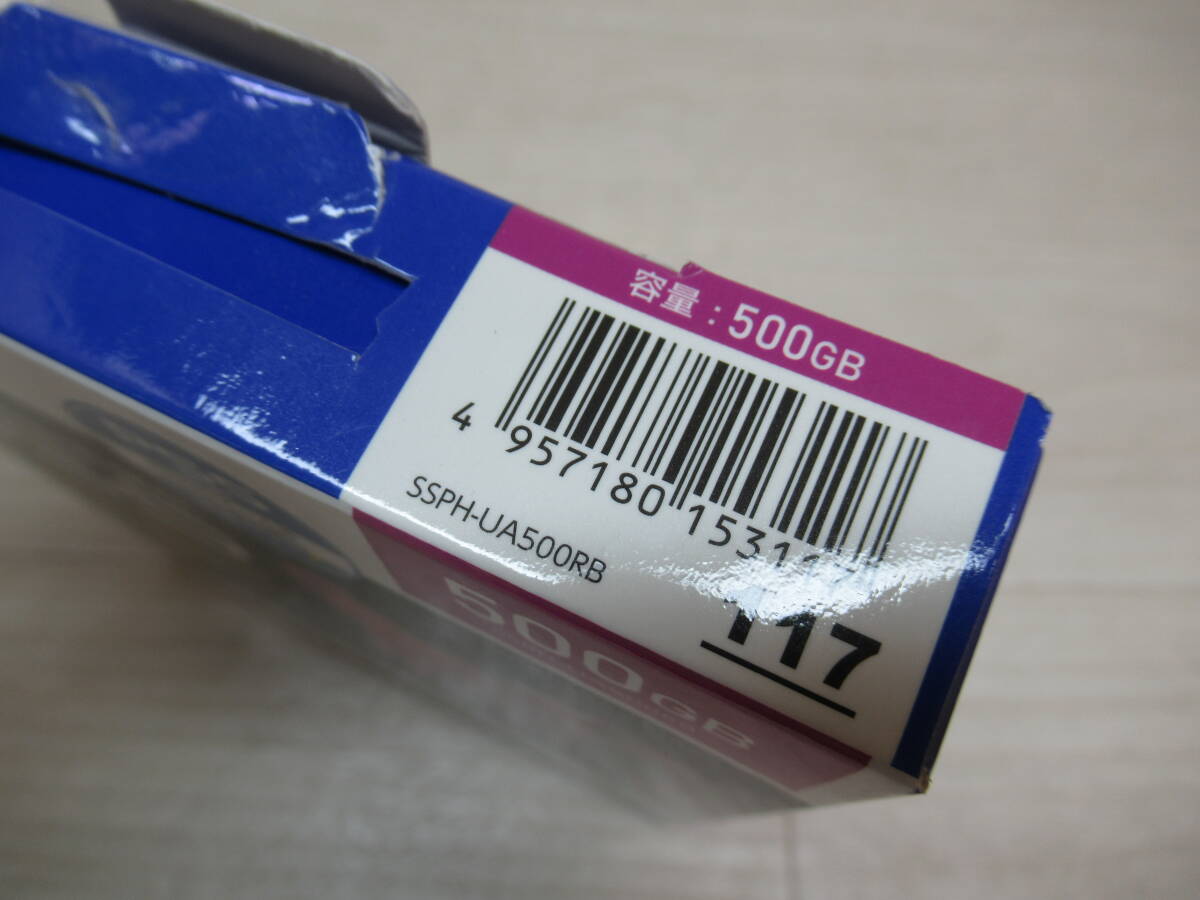 容量：500GB
4 957180 1531
SSPH-UA500RB
117
500GB